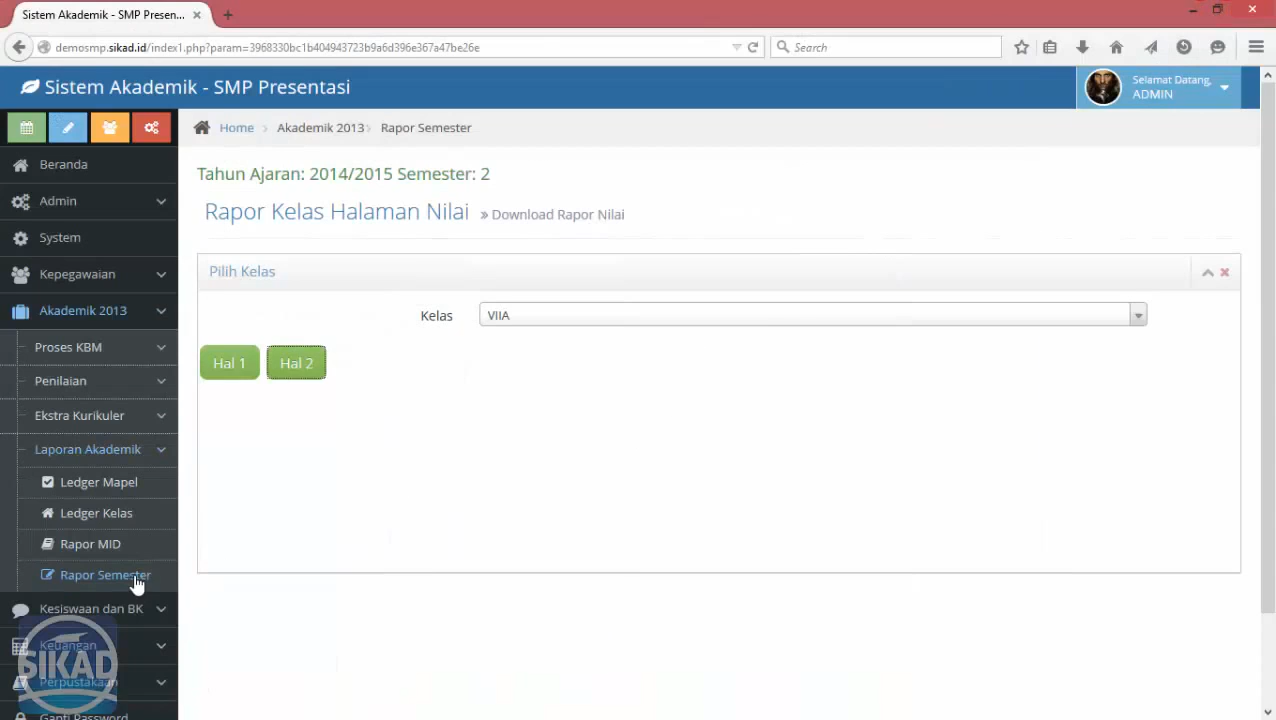 Sistem Akademik - SMP Presen...
demosmp.sikad.id/index1.php?param=3968330bc1b404943723b9a6d396e367a47be26e
Search
Sistem Akademik - SMP Presentasi
Selamat Datang,
ADMIN
Home
Akademik 2013
Rapor Semester
Beranda
Admin
System
Kepegawaian
Akademik 2013
Proses KBM
Penilaian
Ekstra Kurikuler
Laporan Akademik
Ledger Mapel
Ledger Kelas
Rapor MID
Rapor Semester
Kesiswaan dan BK
Keuangan
Perpustakaan
Ganti Password
SIKAD
Tahun Ajaran: 2014/2015 Semester: 2
Rapor Kelas Halaman Nilai » Download Rapor Nilai
Pilih Kelas
Kelas
VIIA
Hal 1
Hal 2